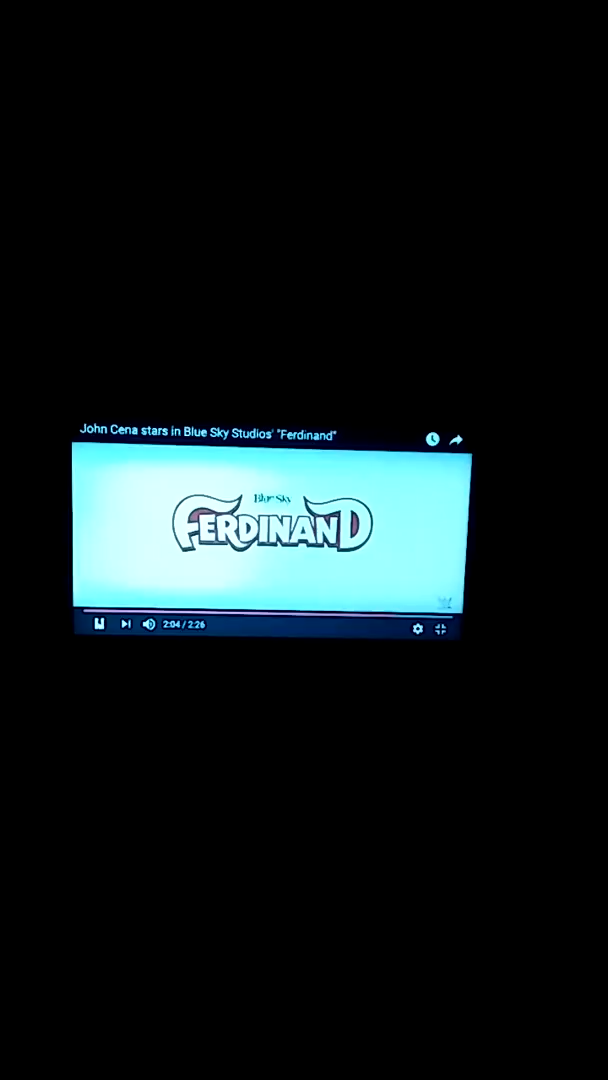 John Cena stars in Blue Sky Studios' "Ferdinand"
Blue Sky
FERDINAND
2:04 / 2:26